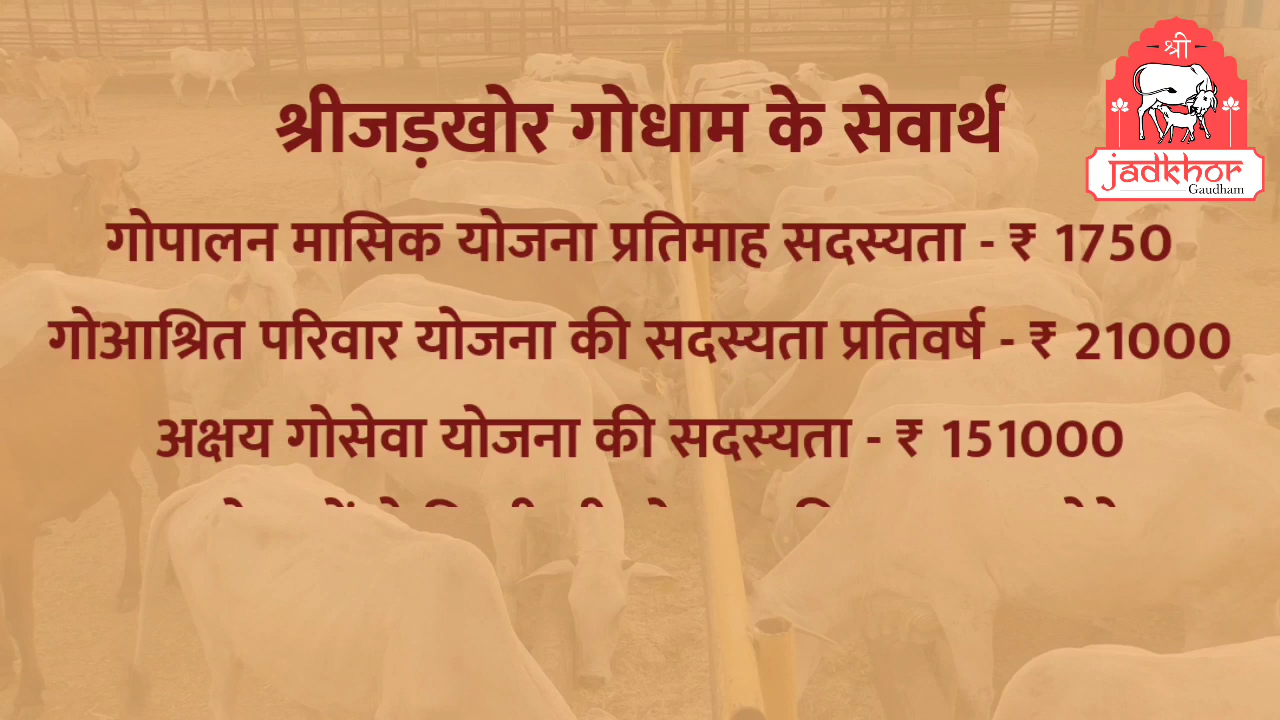 श्रीजड़खोर गोधाम के सेवार्थ
श्री
jadkhor
Gaudham
गोपालन मासिक योजना प्रतिमाह सदस्यता - ₹ 1750
गोआश्रित परिवार योजना की सदस्यता प्रतिवर्ष - ₹ 21000
अक्षय गोसेवा योजना की सदस्यता - ₹ 151000